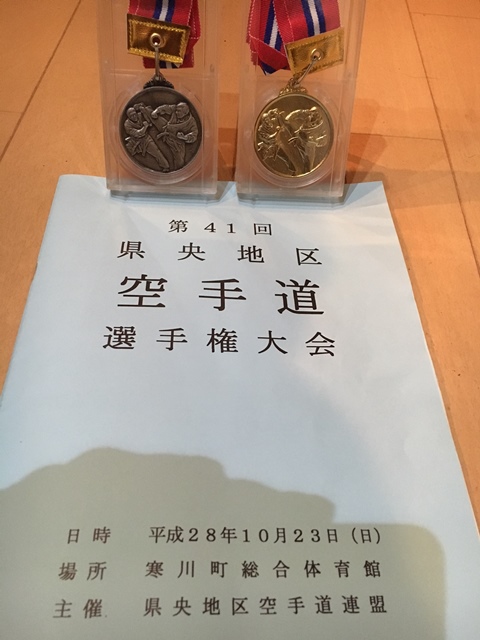 第41回
県央地区
空手道
選手権大会
日時 平成28年10月23日(日)
場所 寒川町総合体育館
主催 県央地区空手道連盟